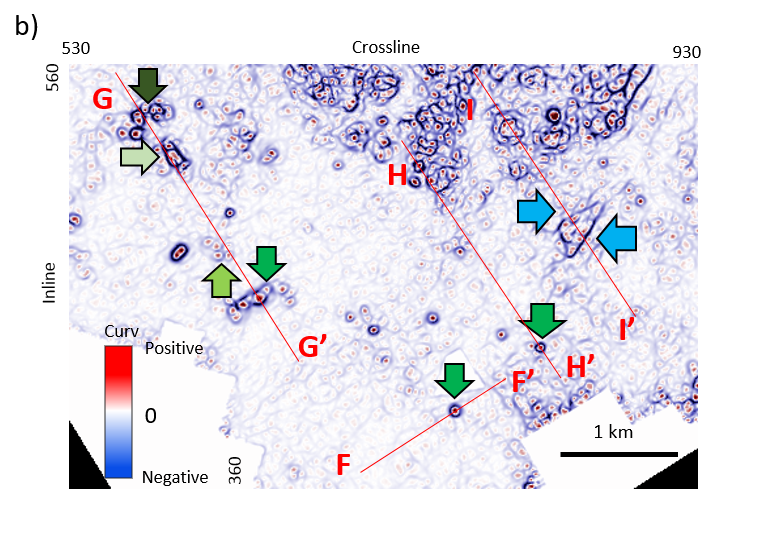 b)
530
Crossline
930
560
G
I
H
Inline
I’
G’
H’
F’
F
Curv
Positive
0
Negative
360
1 km